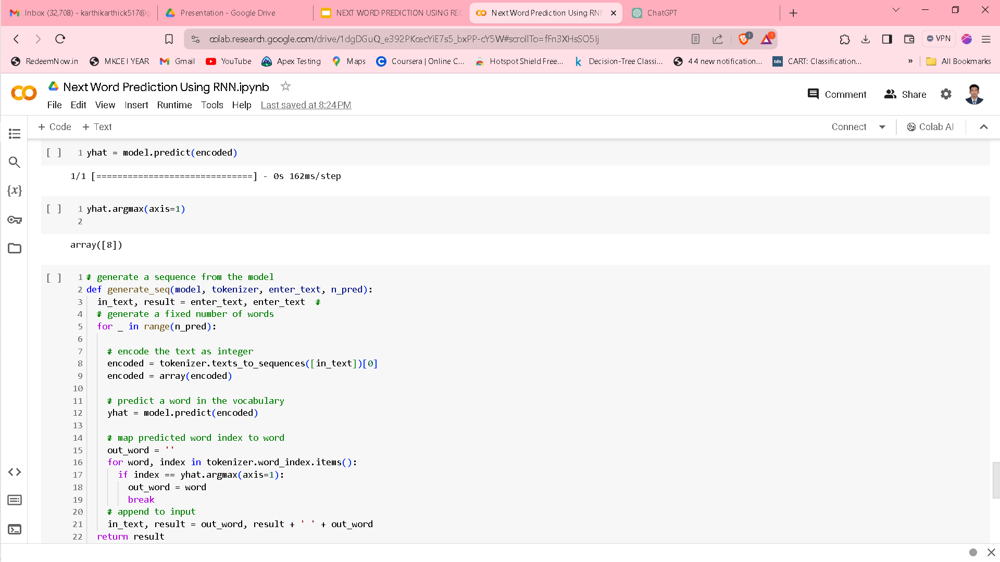 Inbox (32,708) - karthikarthick517@g
Presentation - Google Drive
NEXT WORD PREDICTION USING REC
Next Word Prediction Using RNN
ChatGPT
colab.research.google.com/drive/
VPN
RedeemNow.in
MKCE I YEAR
Gmail
YouTube
Apex Testing
Maps
Coursera | Online C...
Hotspot Shield Free...
Decision-Tree Classi...
4 4 new notification...
CART: Classification...
»
All Bookmarks
Next Word Prediction Using RNN.ipynb
Comment
Share
File Edit View Insert Runtime Tools Help Last saved at 8:24 PM
+ Code + Text
Connect
Colab AI
[ ] 1 yhat = model.predict(encoded)
1/1 [==============================] - 0s 162ms/step
[ ] 1 yhat.argmax(axis=1)
2
array([8])
[ ] 1 # generate a sequence from the model
2 def generate_seq(model, tokenizer, enter_text, n_pred):
3 in_text, result = enter_text, enter_text #
4 # generate a fixed number of words
5 for _ in range(n_pred):
6
7 # encode the text as integer
8 encoded = tokenizer.texts_to_sequences([in_text])[0]
9 encoded = array(encoded)
10
11 # predict a word in the vocabulary
12 yhat = model.predict(encoded)
13
14 # map predicted word index to word
15 out_word = ''
16 for word, index in tokenizer.word_index.items():
17 if index == yhat.argmax(axis=1):
18 out_word = word
19 break
20 # append to input
21 in_text, result = out_word, result + ' ' + out_word
22 return result